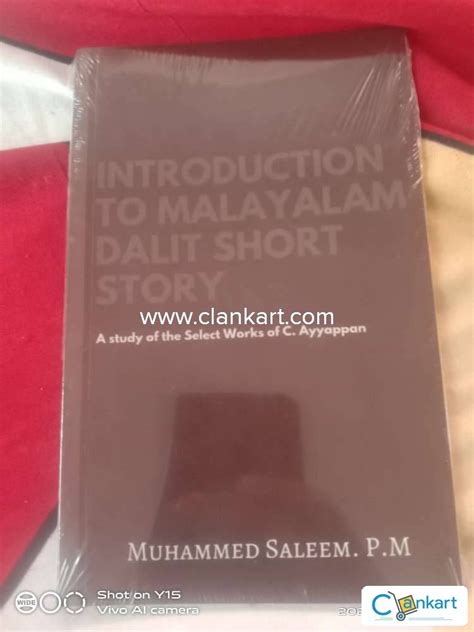 INTRODUCTION
TO MALAYALAM
DALIT SHORT
STORY
www.clankart.com
A study of the Select Works of C. Ayyappan
MUHAMMED SALEEM. P.M
WIDE
Shot on Y15
Vivo AI camera
Clankart